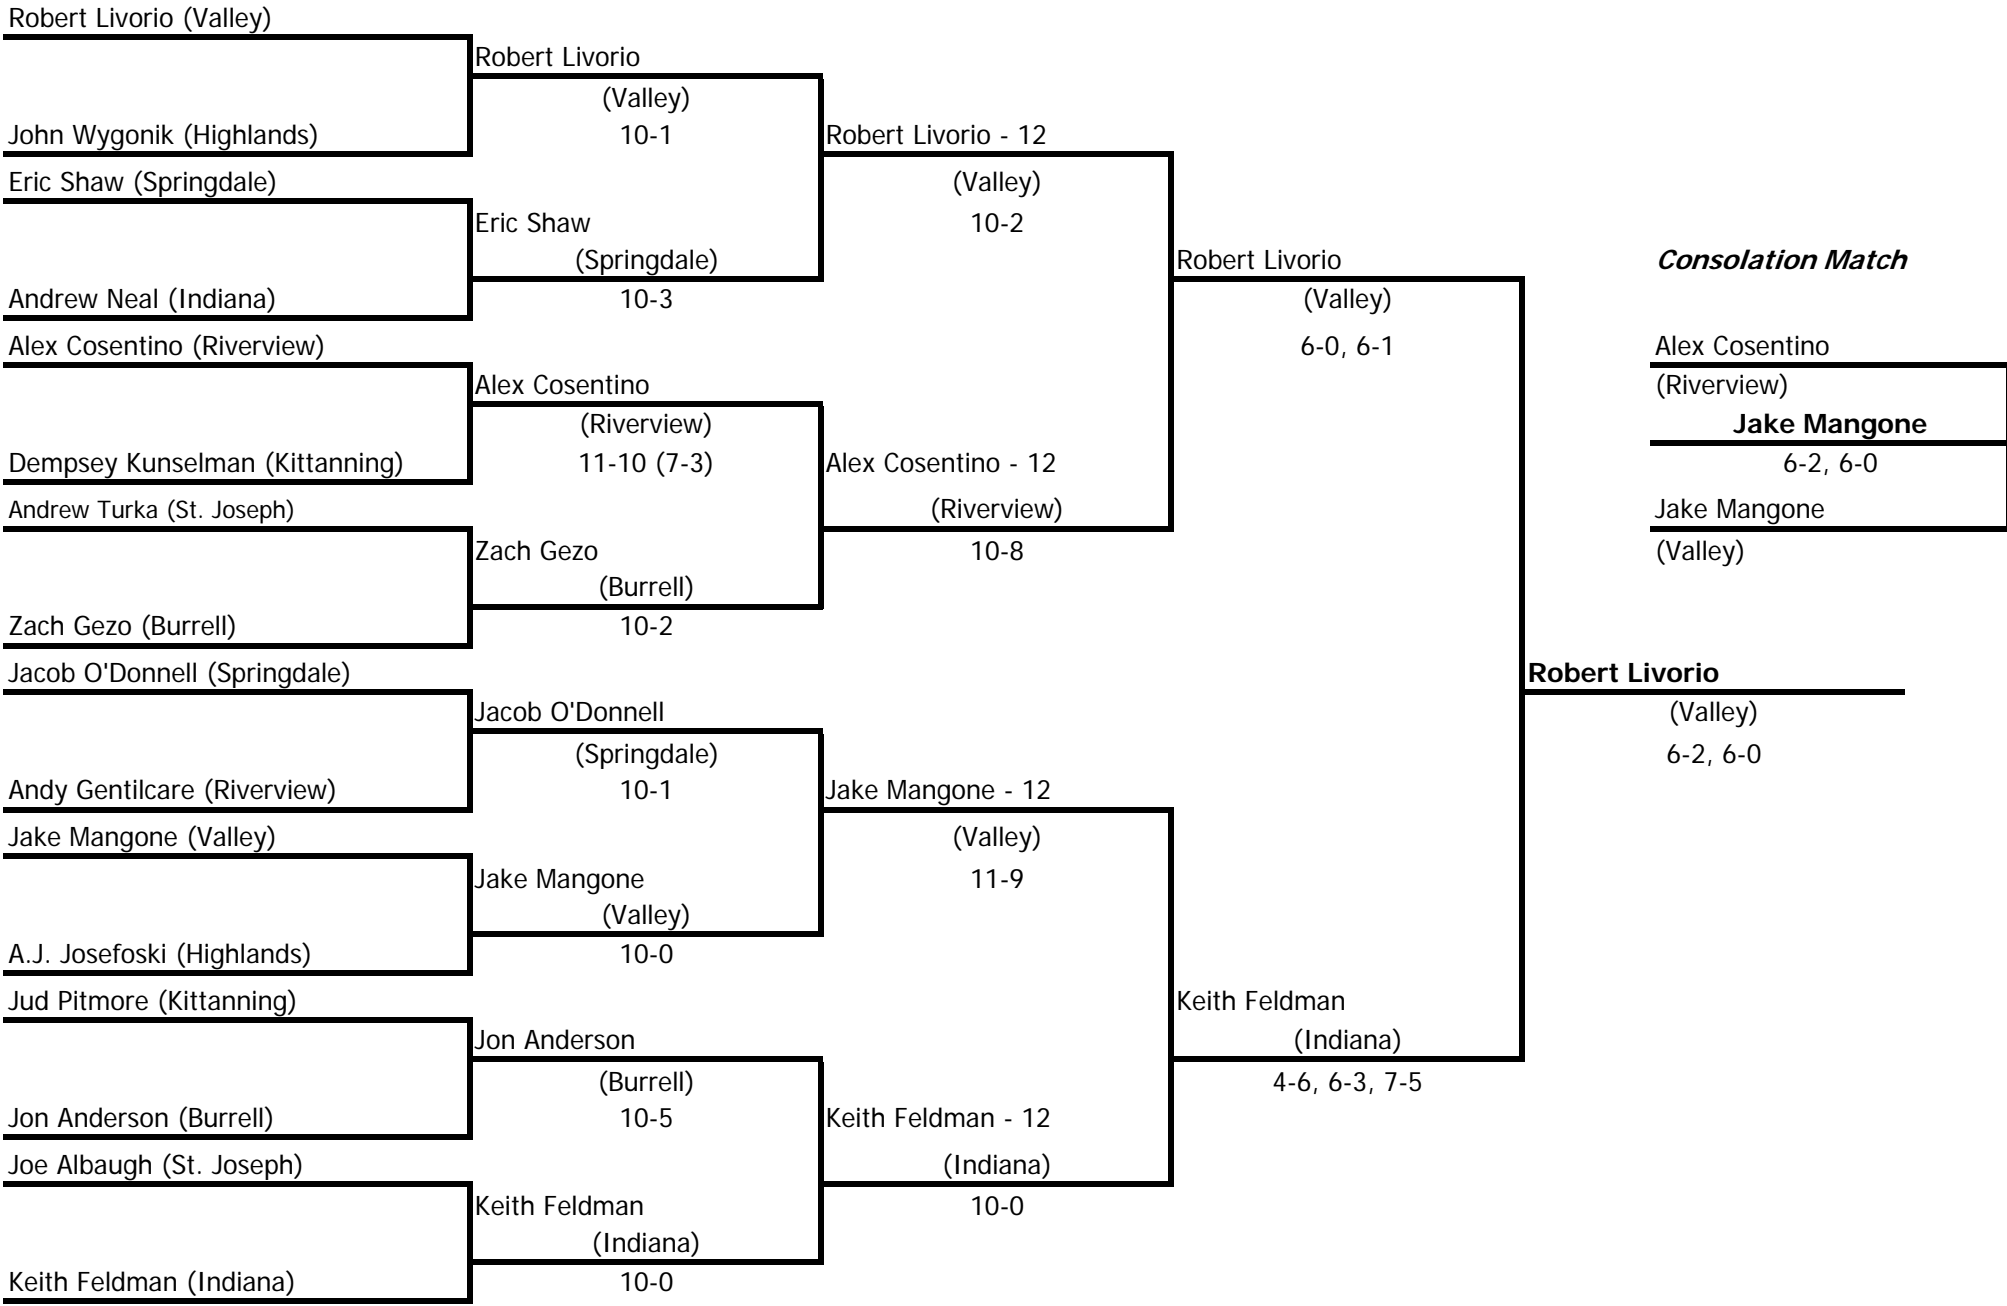 Robert Livorio (Valley)
Robert Livorio
(Valley)
John Wygonik (Highlands)
10-1
Robert Livorio - 12
Eric Shaw (Springdale)
(Valley)
Eric Shaw
10-2
(Springdale)
Robert Livorio
Consolation Match
Andrew Neal (Indiana)
10-3
(Valley)
Alex Cosentino (Riverview)
6-0, 6-1
Alex Cosentino
Alex Cosentino
(Riverview)
(Riverview)
Jake Mangone
Dempsey Kunselman (Kittanning)
11-10 (7-3)
Alex Cosentino - 12
6-2, 6-0
Andrew Turka (St. Joseph)
(Riverview)
Jake Mangone
Zach Gezo
10-8
(Valley)
(Burrell)
Zach Gezo (Burrell)
10-2
Jacob O'Donnell (Springdale)
Robert Livorio
Jacob O'Donnell
(Valley)
(Springdale)
6-2, 6-0
Andy Gentilcare (Riverview)
10-1
Jake Mangone - 12
Jake Mangone (Valley)
(Valley)
Jake Mangone
11-9
(Valley)
A.J. Josefoski (Highlands)
10-0
Jud Pitmore (Kittanning)
Keith Feldman
Jon Anderson
(Indiana)
(Burrell)
4-6, 6-3, 7-5
Jon Anderson (Burrell)
10-5
Keith Feldman - 12
Joe Albaugh (St. Joseph)
(Indiana)
Keith Feldman
10-0
(Indiana)
Keith Feldman (Indiana)
10-0